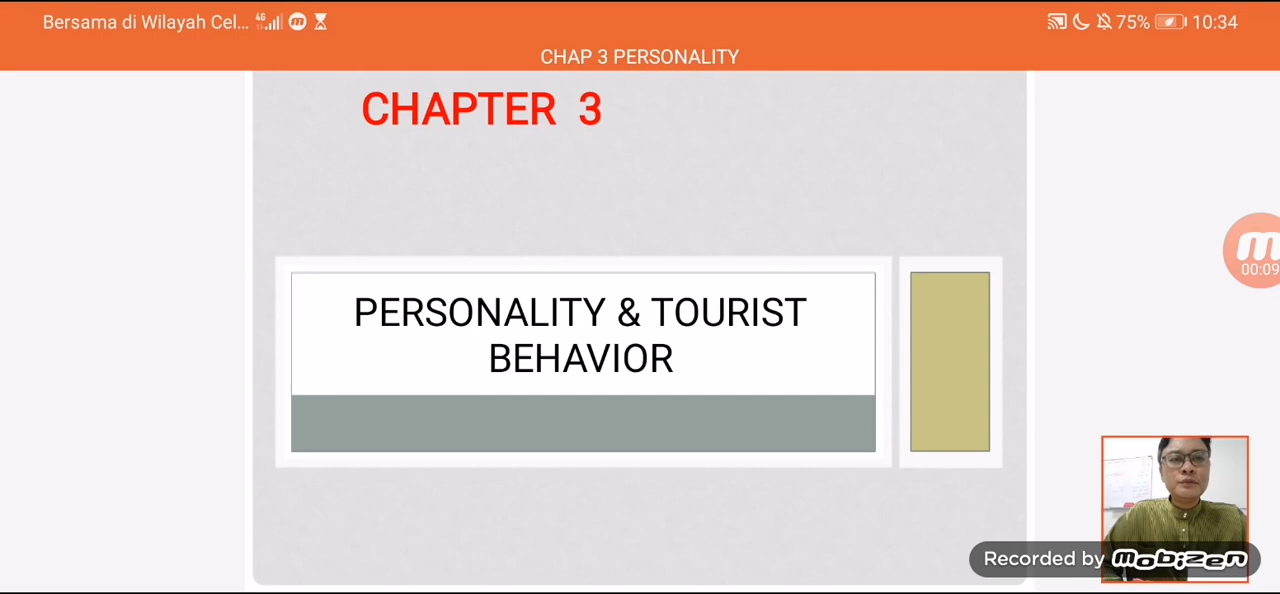 Bersama di Wilayah Cel... 4G 75% 10:34
CHAP 3 PERSONALITY
CHAPTER 3
PERSONALITY & TOURIST
BEHAVIOR
m
00:09
Recorded by mobizen